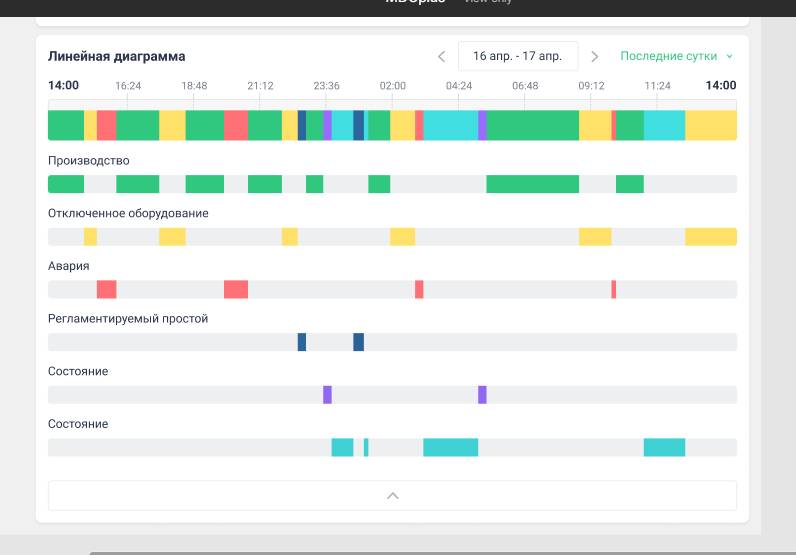 View only
Линейная диаграмма
16 апр. - 17 апр.
Последние сутки
14:00 16:24 18:48 21:12 23:36 02:00 04:24 06:48 09:12 11:24 14:00
Производство
Отключенное оборудование
Авария
Регламентируемый простой
Состояние
Состояние